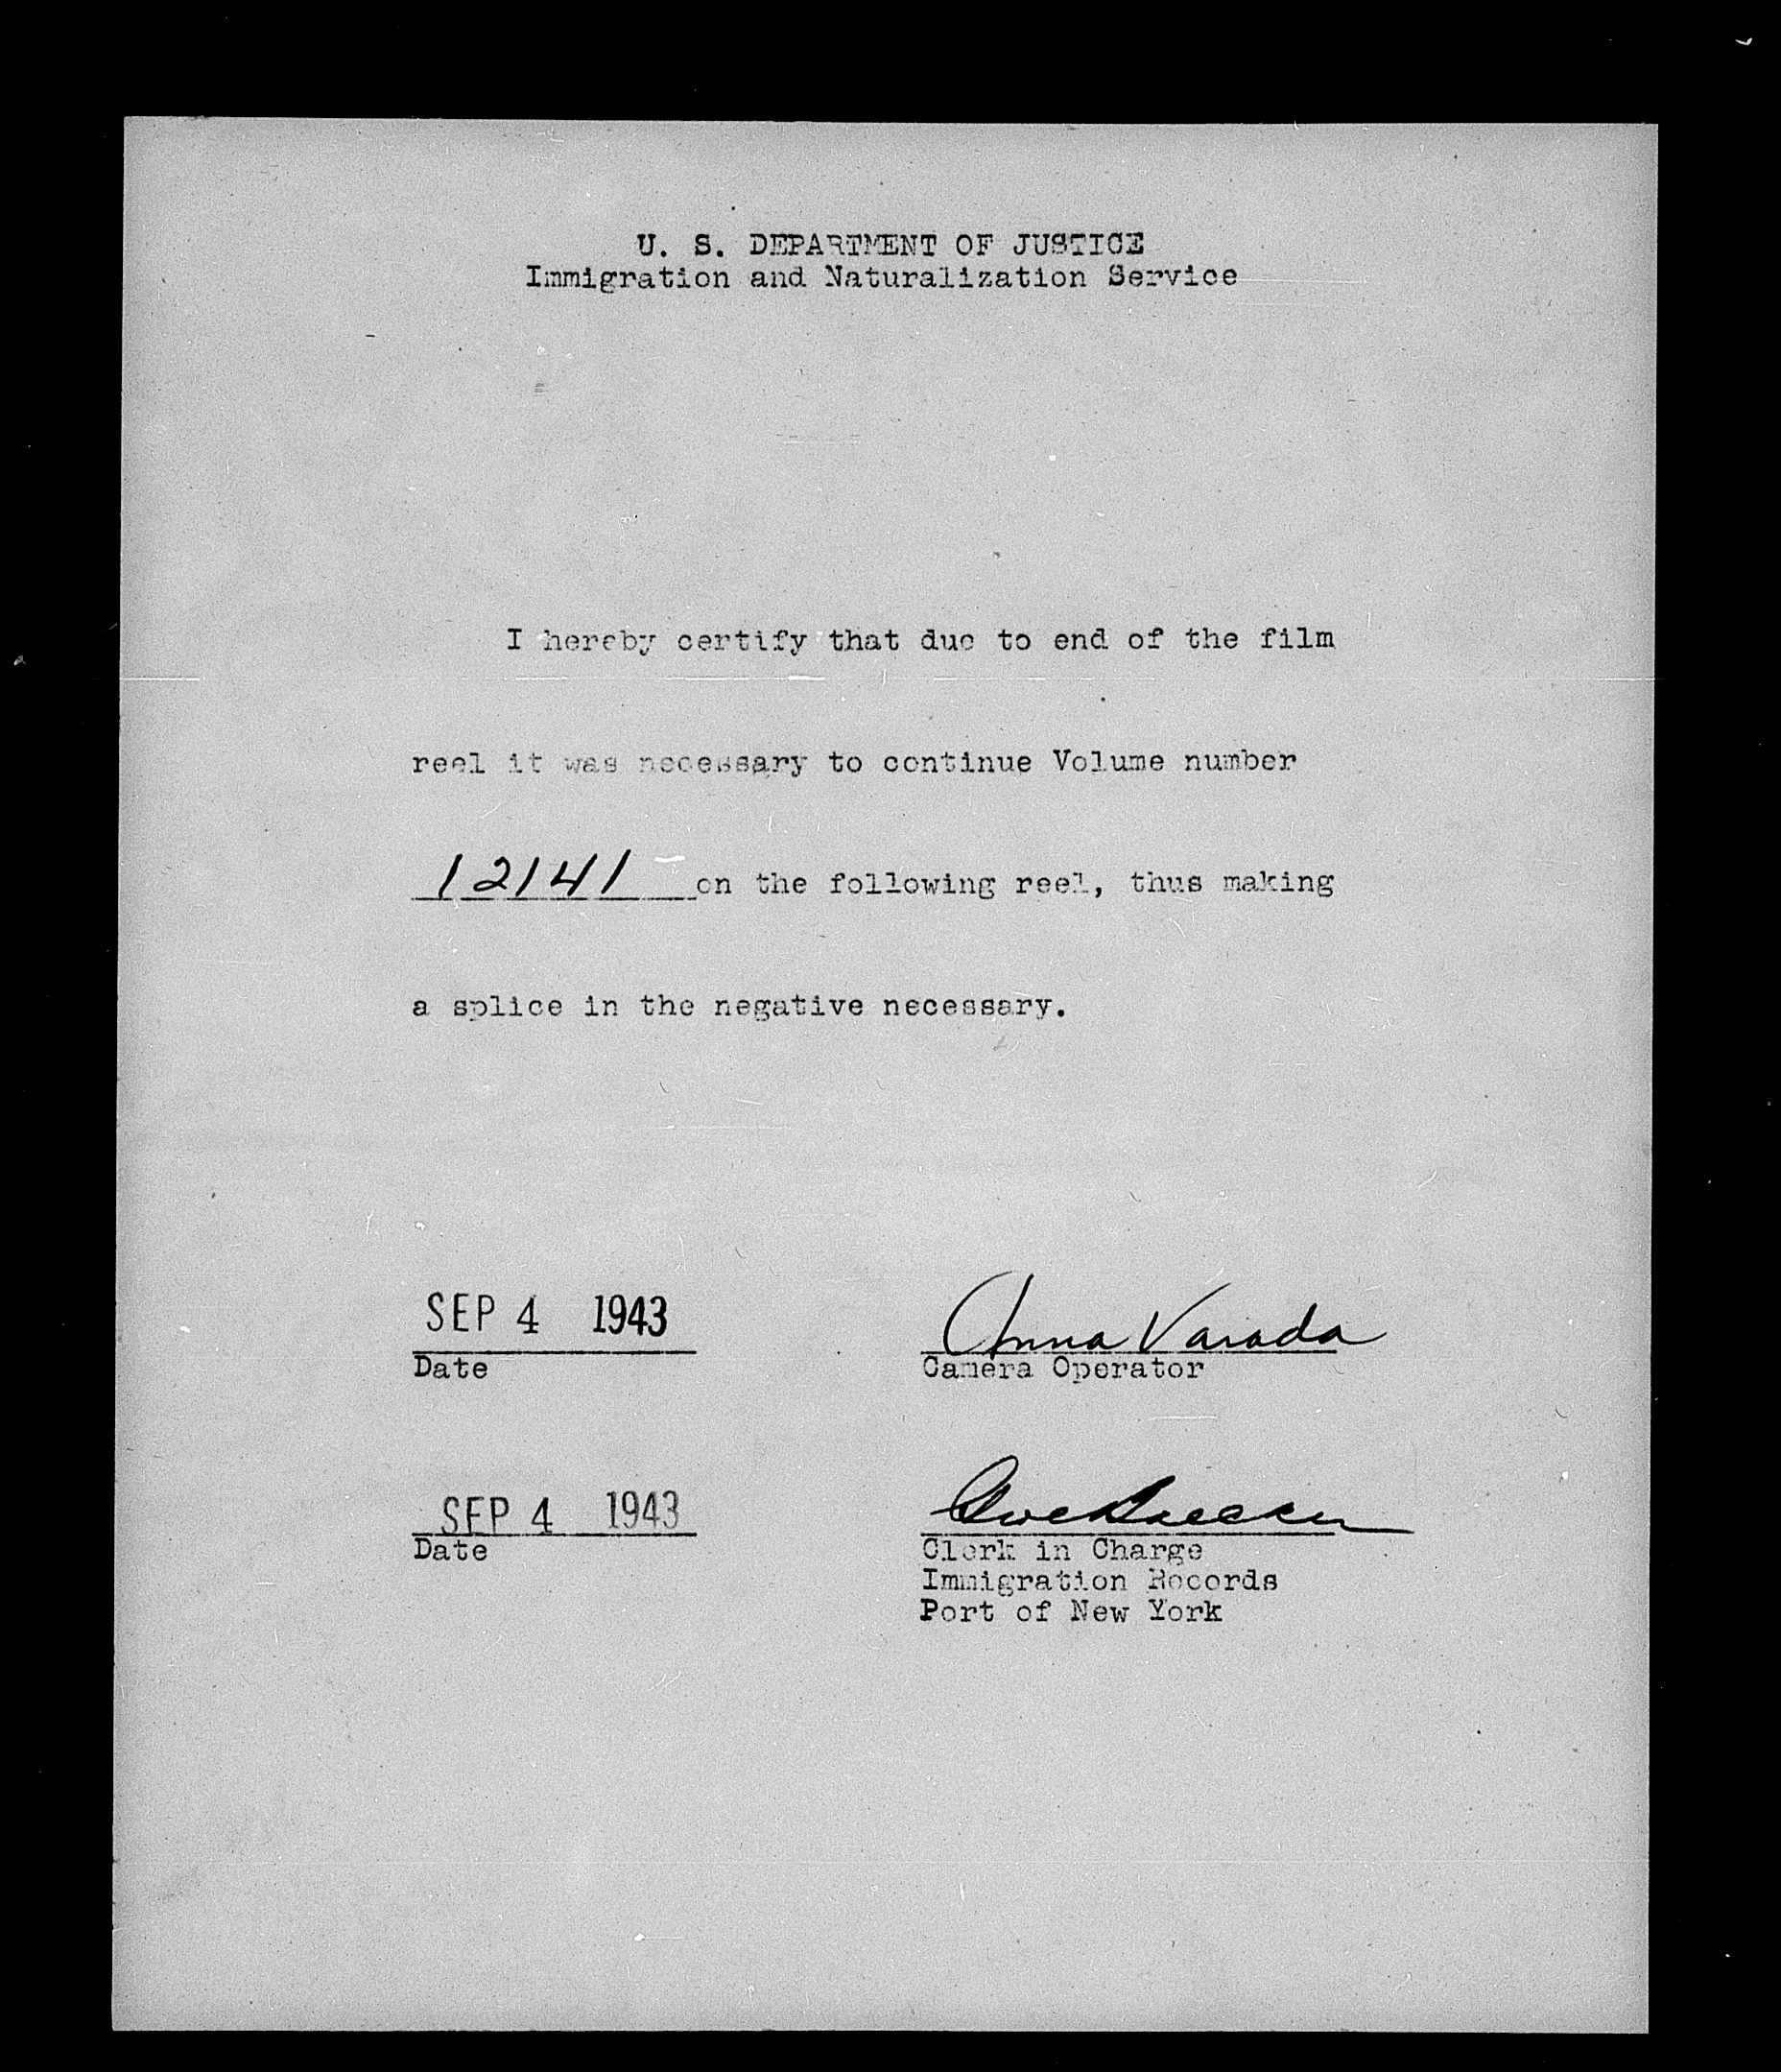 U. S. DEPARTMENT OF JUSTICE
Immigration and Naturalization Service
I hereby certify that due to end of the film
reel it was necessary to continue Volume number
12141 on the following reel, thus making
a splice in the negative necessary.
SEP 4 1943
Date
Anna Varada
Camera Operator
SEP 4 1943
Date
Clerk in Charge
Immigration Records
Port of New York